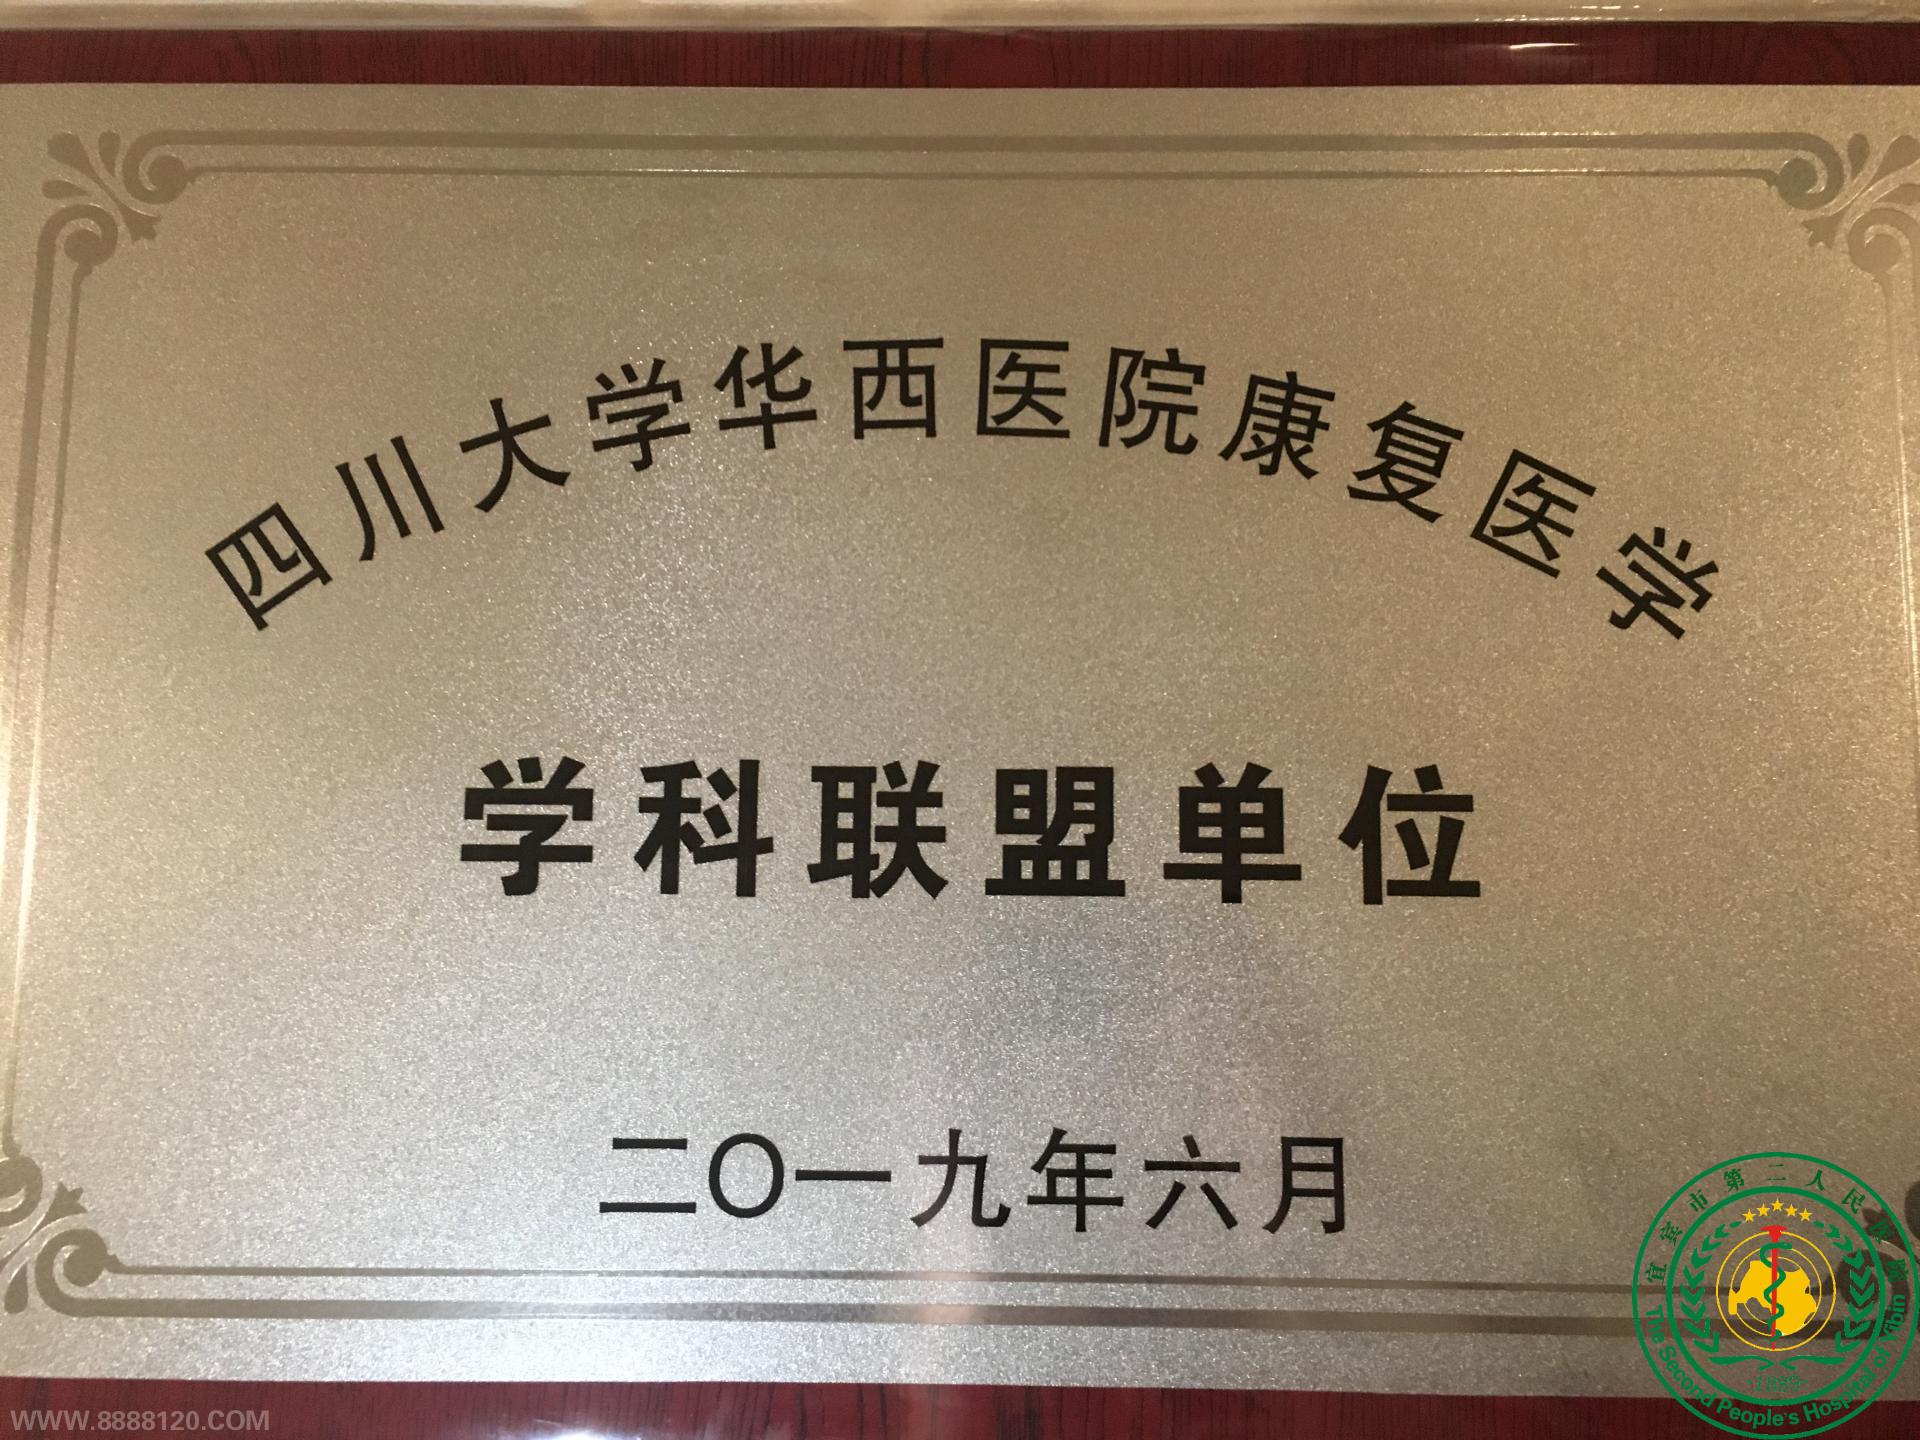 四川大学华西医院康复医学
学科联盟单位
二〇一九年六月
宜宾市第二人民医院
The Second People's Hospital of Yibin
·1889·
WWW.8888120.COM